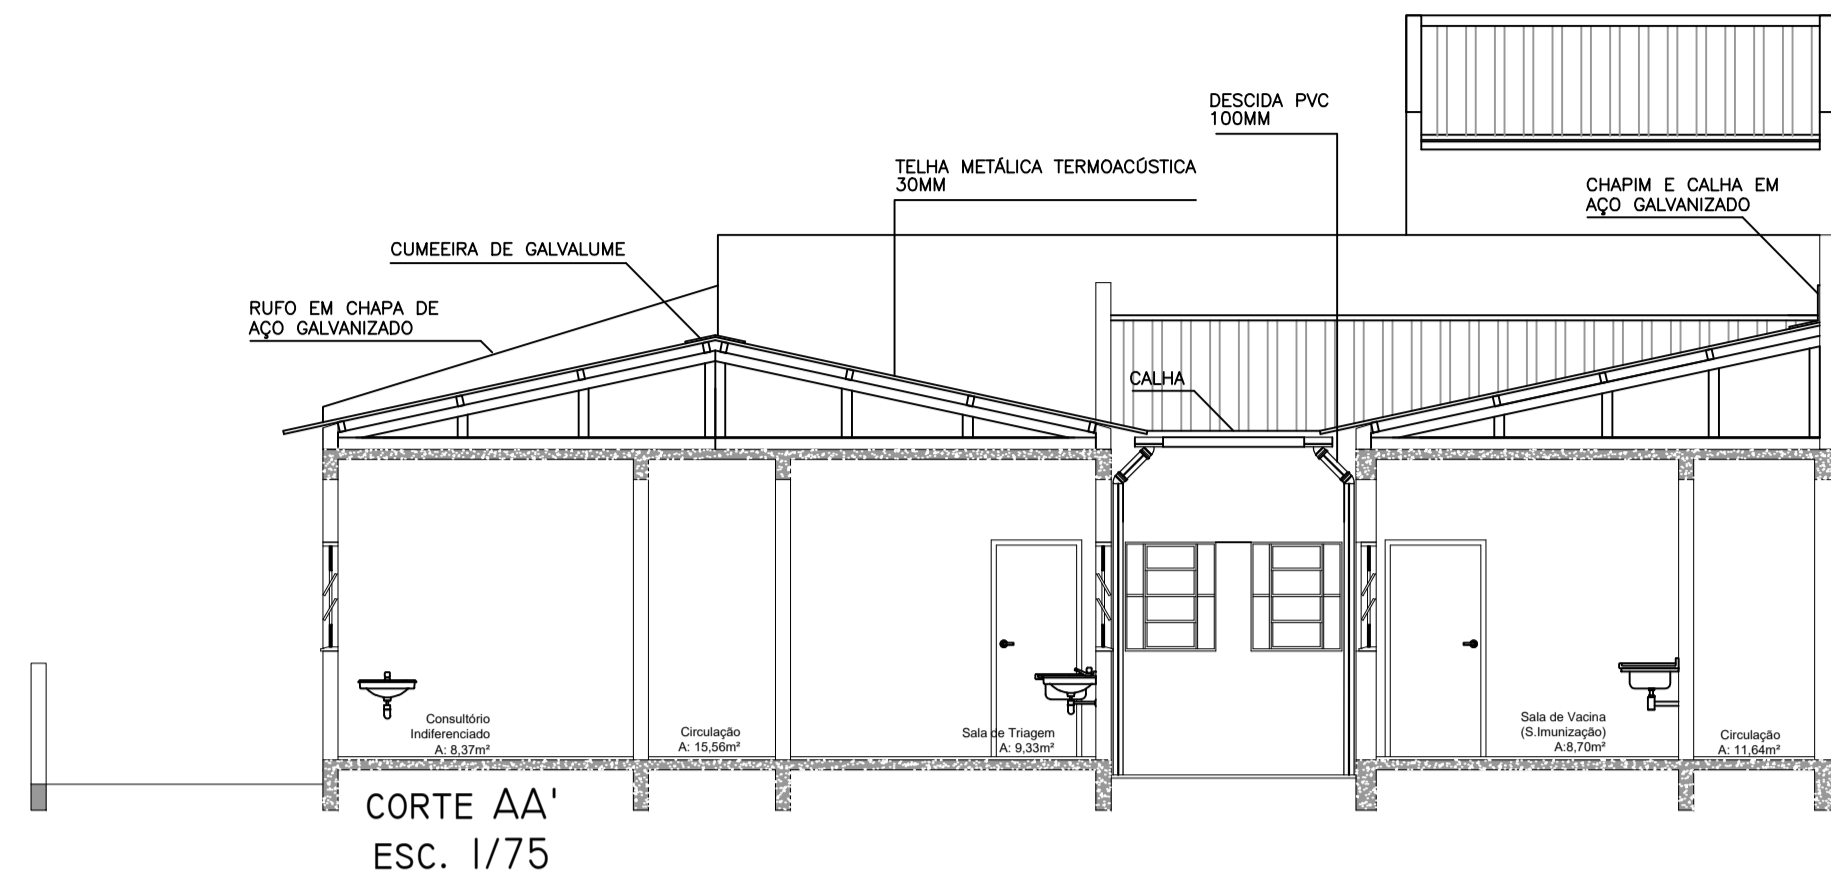 DESCIDA PVC
100MM
TELHA METÁLICA TERMOACÚSTICA
30MM
CHAPIM E CALHA EM
AÇO GALVANIZADO
CUMEEIRA DE GALVALUME
RUFO EM CHAPA DE
AÇO GALVANIZADO
CALHA
Consultório
Indiferenciado
A: 8,37m²
Circulação
A: 15,56m²
Sala de Triagem
A: 9,33m²
Sala de Vacina
(S.Imunização)
A:8,70m²
Circulação
A: 11,64m²
CORTE AA'
ESC. 1/75